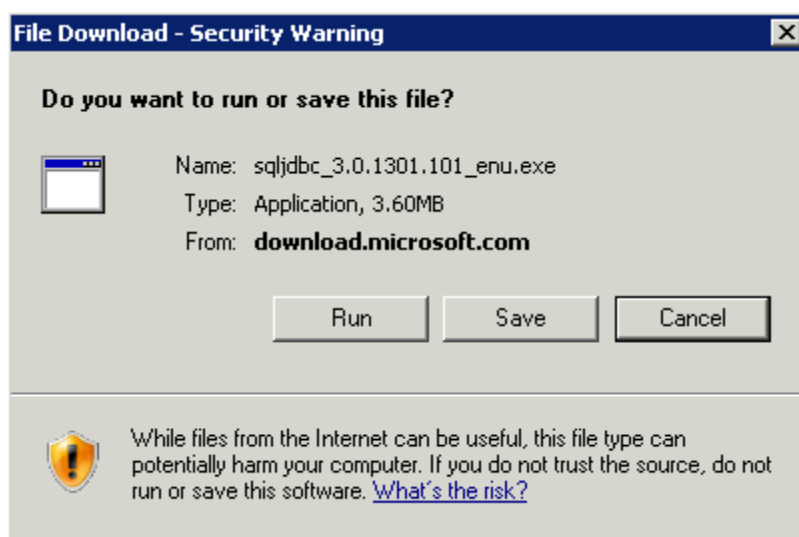 File Download - Security Warning
Do you want to run or save this file?
Name: sqljdbc_3.0.1301.101_enu.exe
Type: Application, 3.60MB
From: download.microsoft.com
Run Save Cancel
While files from the Internet can be useful, this file type can
potentially harm your computer. If you do not trust the source, do not
run or save this software. What's the risk?